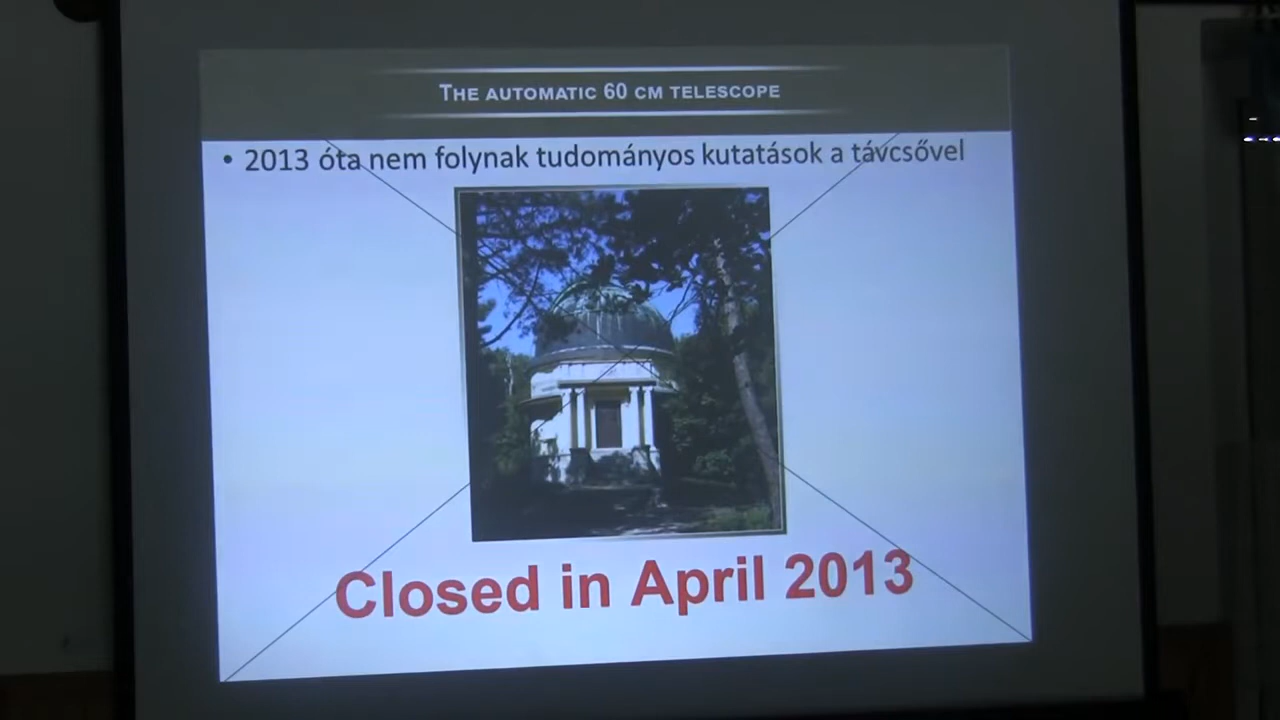 THE AUTOMATIC 60 CM TELESCOPE
• 2013 óta nem folynak tudományos kutatások a távcsővel
Closed in April 2013